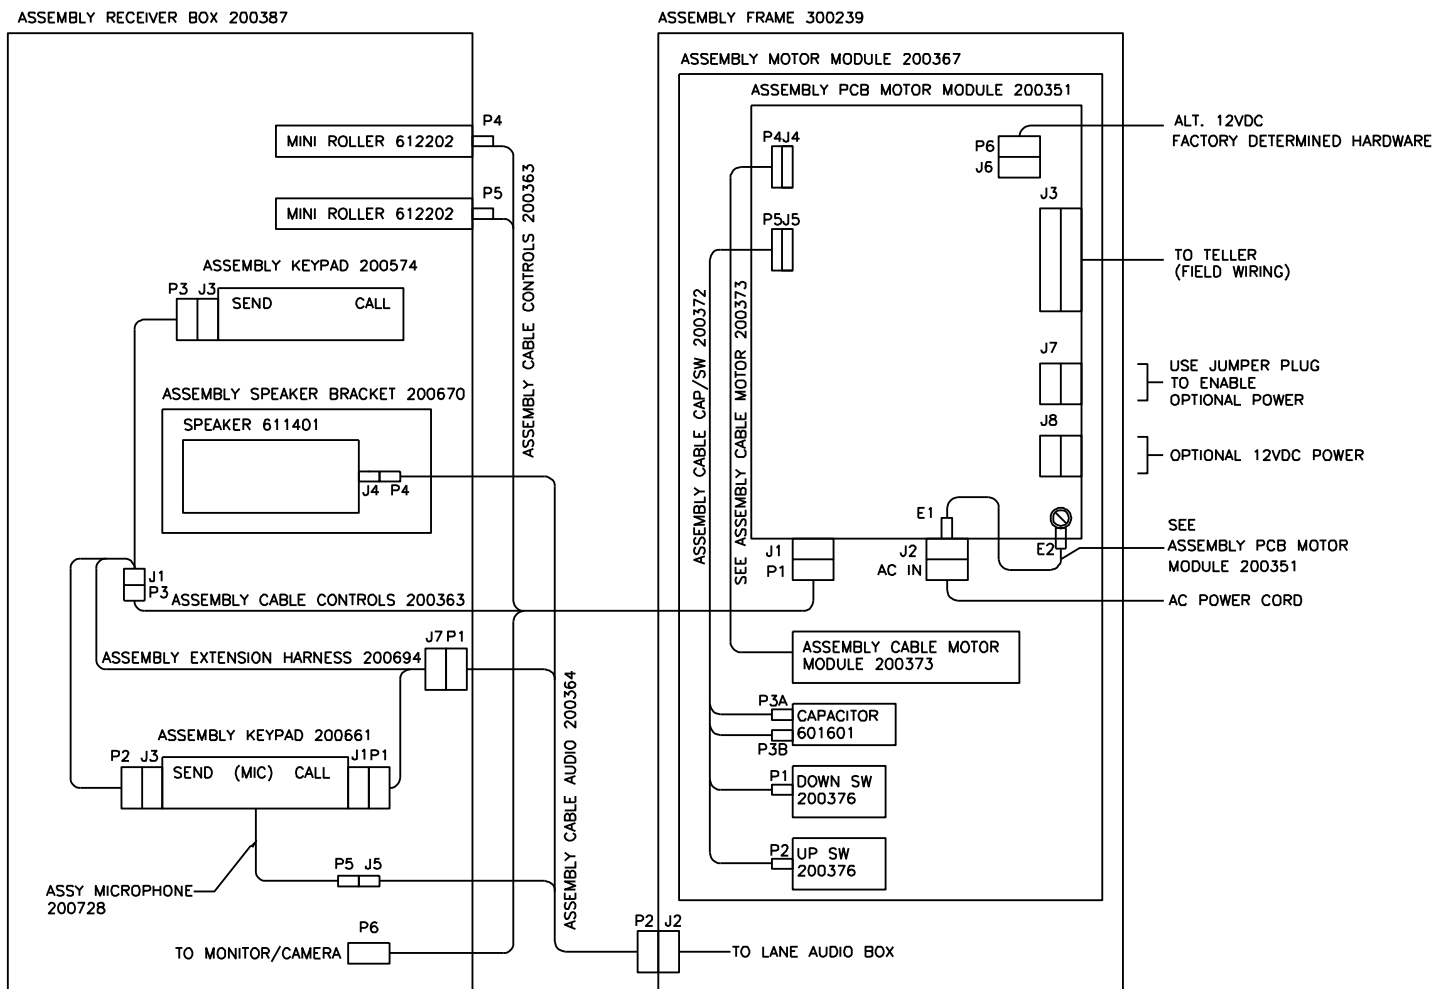 ASSEMBLY RECEIVER BOX 200387
P4
MINI ROLLER 612202
P5
MINI ROLLER 612202
ASSEMBLY CABLE CONTROLS 200363
ASSEMBLY KEYPAD 200574
P3 J3
SEND CALL
ASSEMBLY SPEAKER BRACKET 200670
SPEAKER 611401
J4 P4
J1
P3
ASSEMBLY CABLE CONTROLS 200363
J7 P1
ASSEMBLY EXTENSION HARNESS 200694
ASSEMBLY CABLE AUDIO 200364
ASSEMBLY KEYPAD 200661
P2 J3
SEND (MIC) CALL
J1 P1
P5 J5
ASSY MICROPHONE
200728
P6
TO MONITOR/CAMERA
ASSEMBLY FRAME 300239
ASSEMBLY MOTOR MODULE 200367
ASSEMBLY PCB MOTOR MODULE 200351
P4 J4
P5 J5
P6
J6
J3
J7
J8
ASSEMBLY CABLE CAP/SW 200372
SEE ASSEMBLY CABLE MOTOR 200373
E1
E2
J1
P1
J2
AC IN
ASSEMBLY CABLE MOTOR
MODULE 200373
P3A
CAPACITOR
601601
P3B
P1
DOWN SW
200376
P2
UP SW
200376
P2 J2
TO LANE AUDIO BOX
ALT. 12VDC
FACTORY DETERMINED HARDWARE
TO TELLER
(FIELD WIRING)
USE JUMPER PLUG
TO ENABLE
OPTIONAL POWER
OPTIONAL 12VDC POWER
SEE
ASSEMBLY PCB MOTOR
MODULE 200351
AC POWER CORD